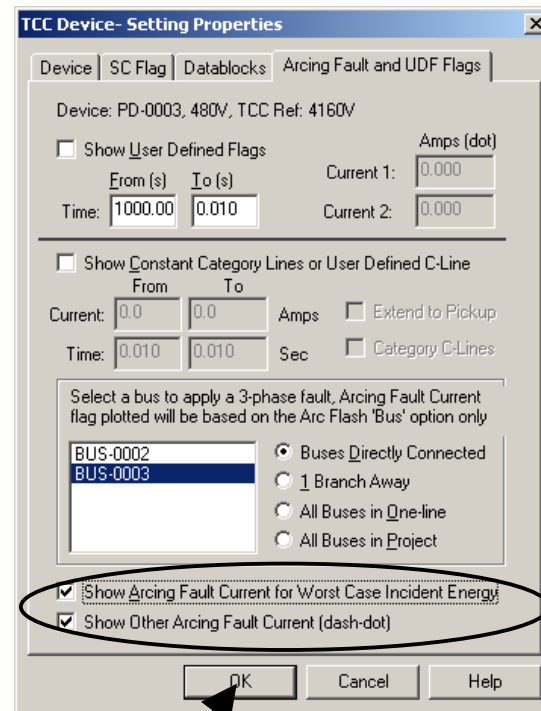 TCC Device- Setting Properties
Device SC Flag Datablocks Arcing Fault and UDF Flags
Device: PD-0003, 480V, TCC Ref: 4160V
Show User Defined Flags
Amps (dot)
From (s) To (s)
Current 1: 0.000
Time: 1000.00 0.010
Current 2: 0.000
Show Constant Category Lines or User Defined C-Line
From To
Current: 0.0 0.0 Amps Extend to Pickup
Time: 0.010 0.010 Sec Category C-Lines
Select a bus to apply a 3-phase fault, Arcing Fault Current
flag plotted will be based on the Arc Flash 'Bus' option only
BUS-0002
BUS-0003
Buses Directly Connected
1 Branch Away
All Buses in One-line
All Buses in Project
Show Arcing Fault Current for Worst Case Incident Energy
Show Other Arcing Fault Current (dash-dot)
OK Cancel Help